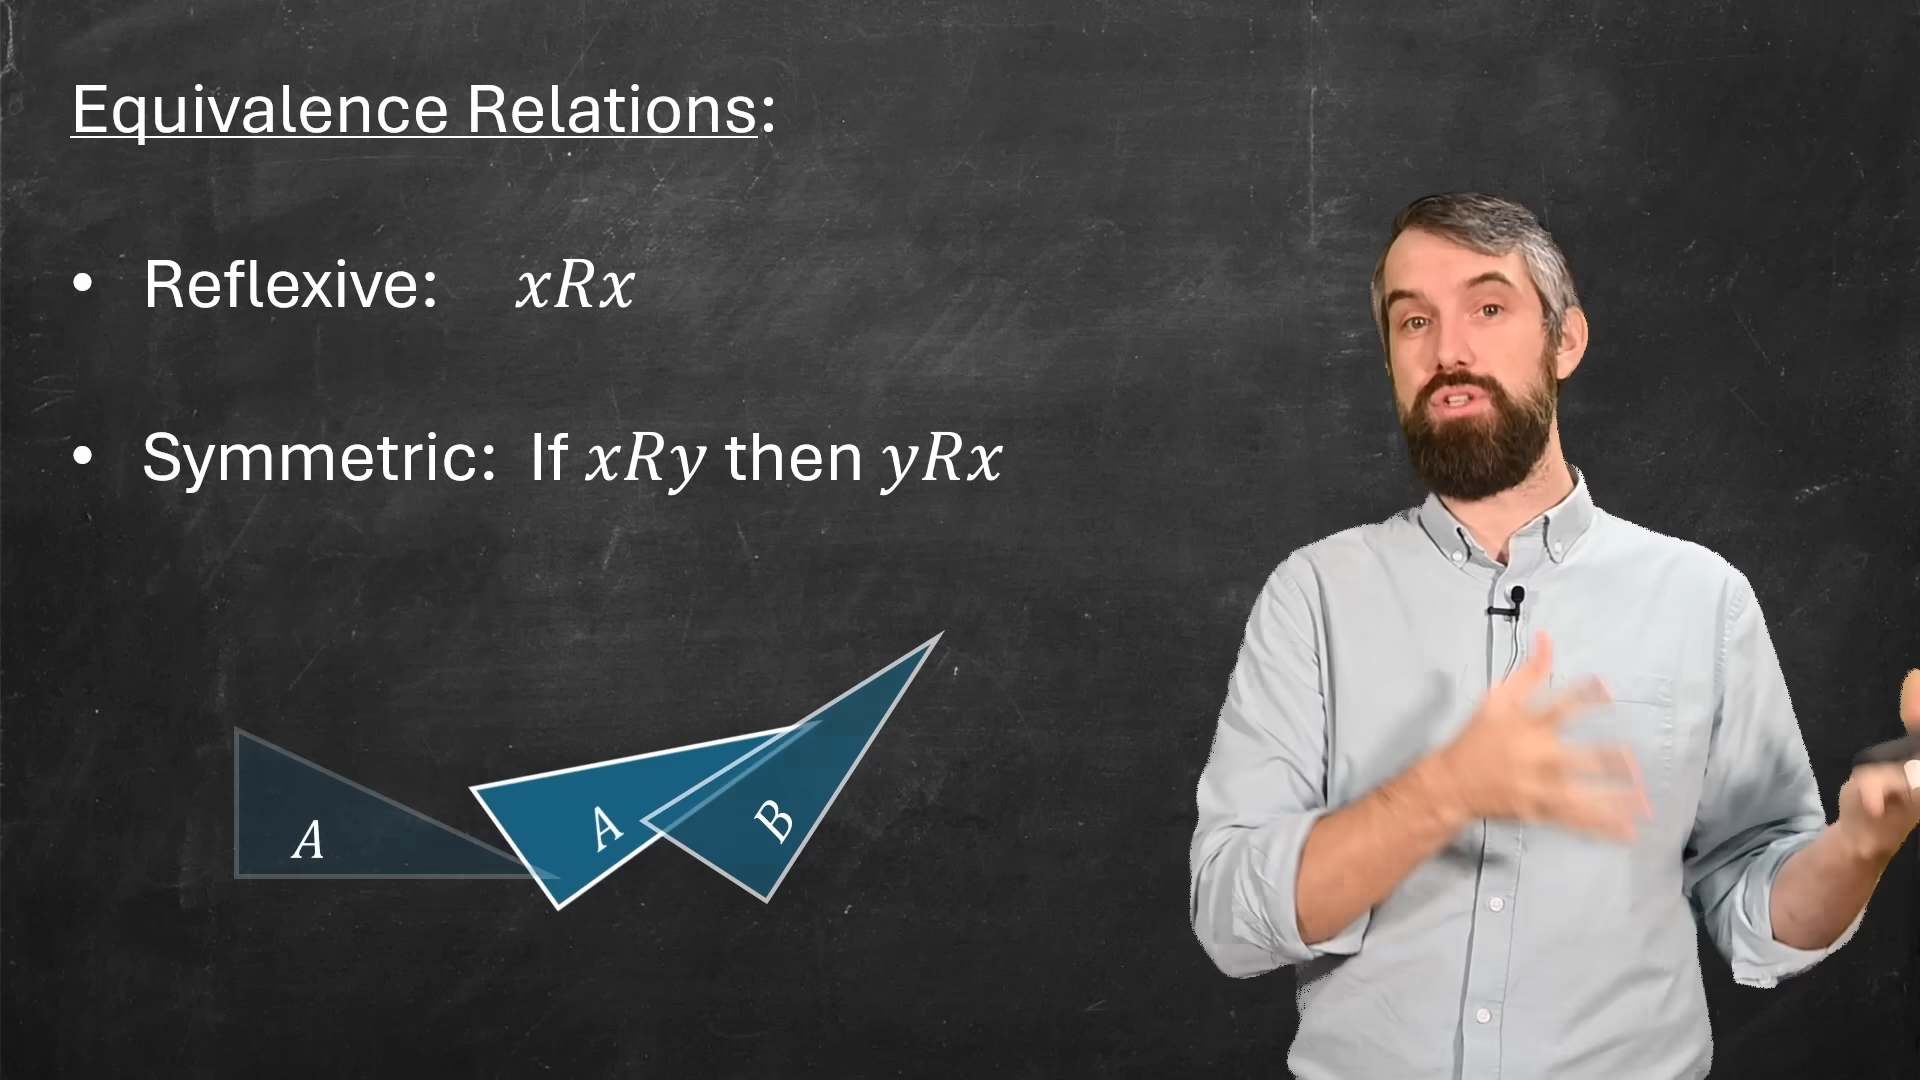 Equivalence Relations:
• Reflexive: xRx
• Symmetric: If xRy then yRx
A
A
B